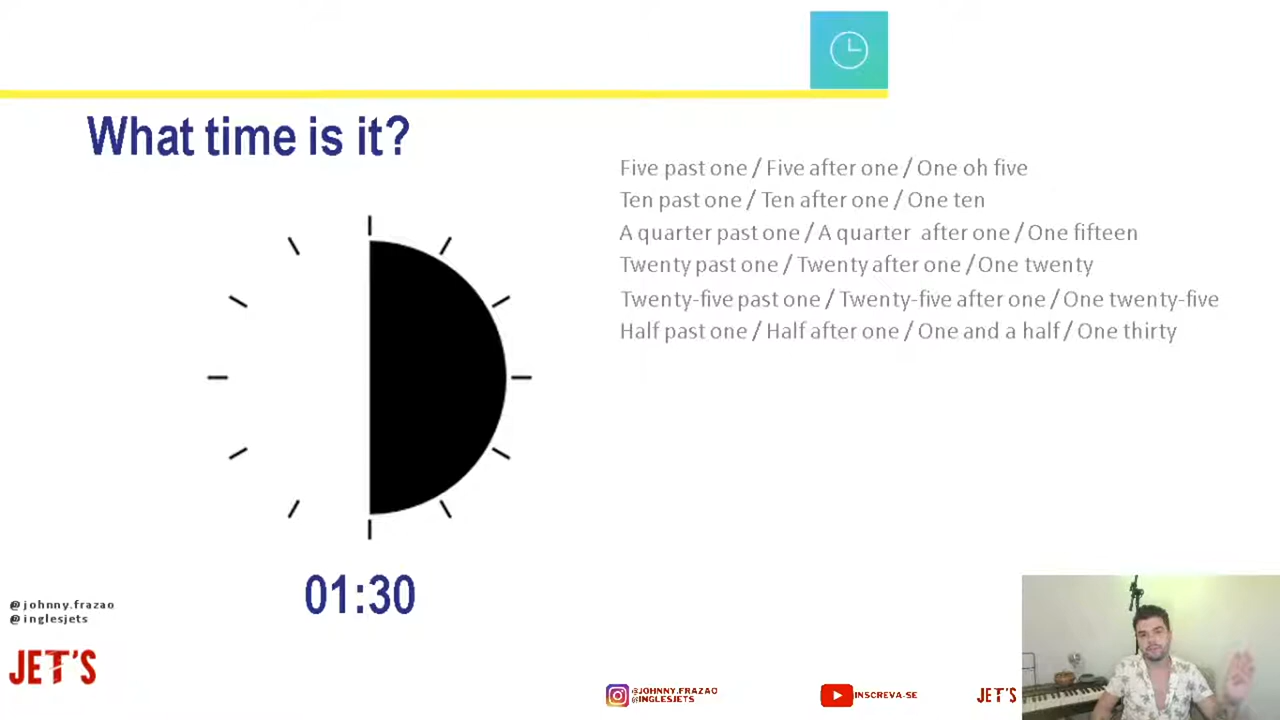 What time is it?
Five past one / Five after one / One oh five
Ten past one / Ten after one / One ten
A quarter past one / A quarter after one / One fifteen
Twenty past one / Twenty after one / One twenty
Twenty-five past one / Twenty-five after one / One twenty-five
Half past one / Half after one / One and a half / One thirty
01:30
@johnny.frazao
@inglesjets
JET'S
@JOHNNY.FRAZAO
@INGLESJETS
INSCREVA-SE
JET'S